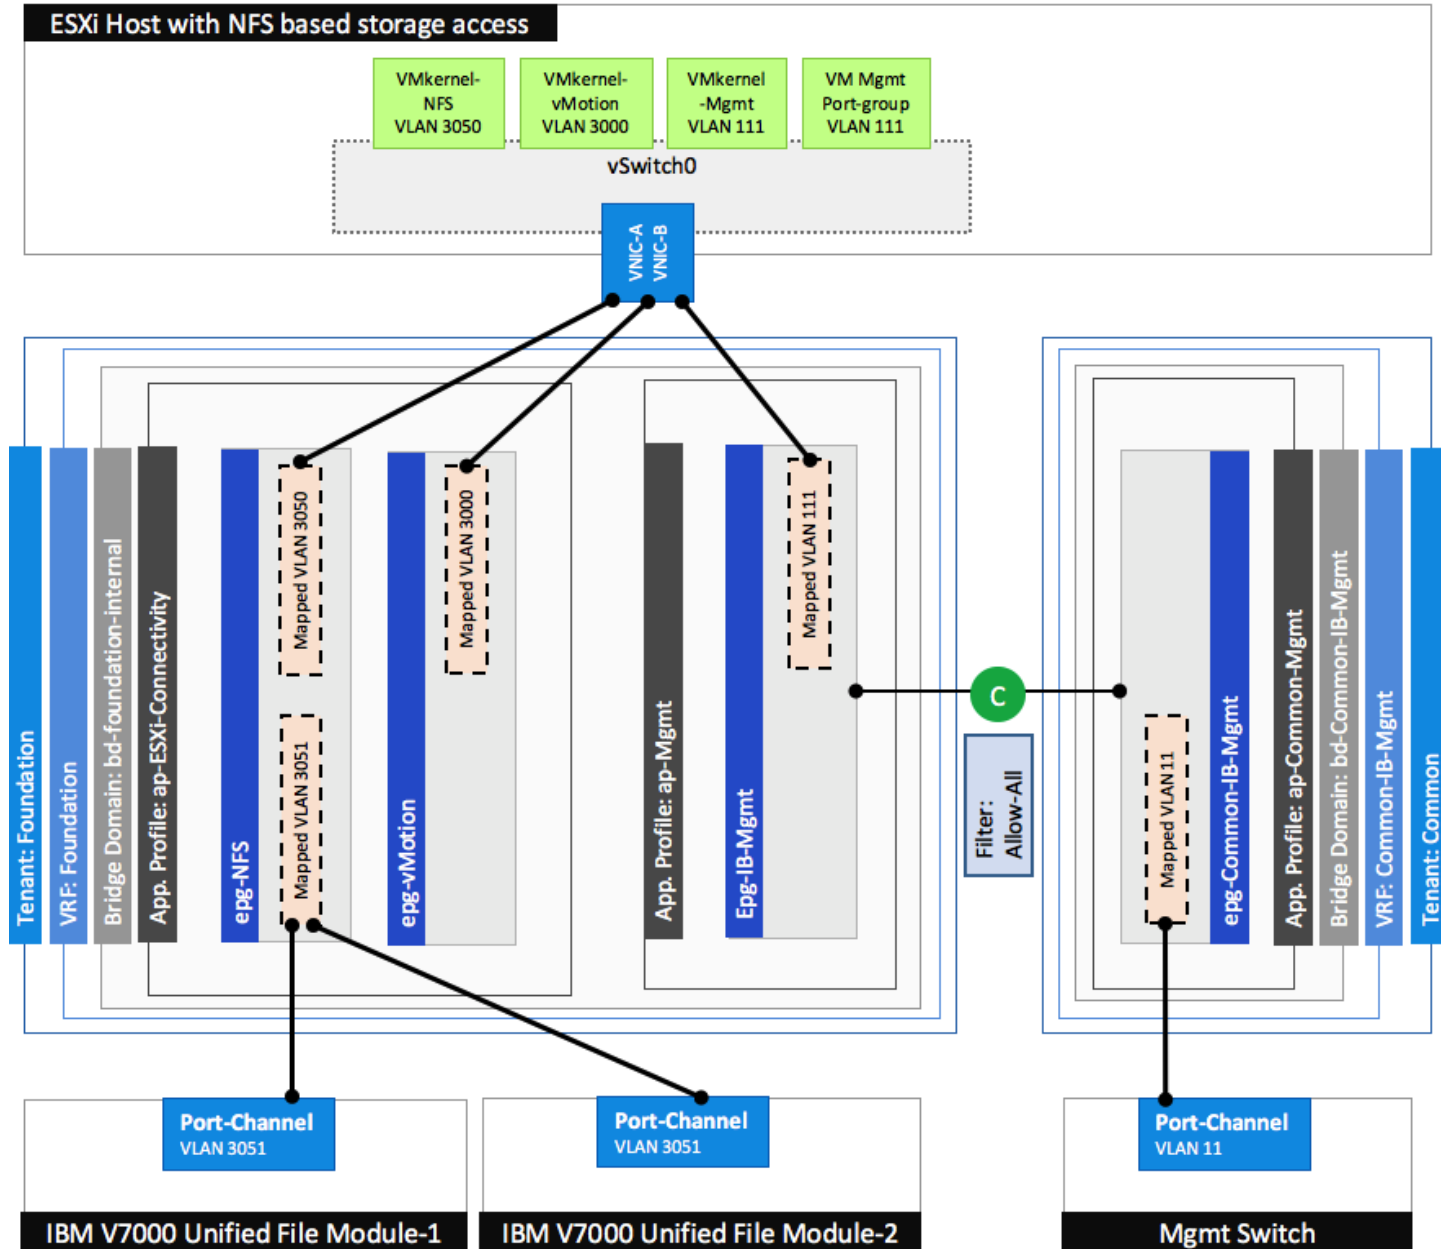 ESXi Host with NFS based storage access
VMkernel-
NFS
VLAN 3050
VMkernel-
vMotion
VLAN 3000
VMkernel
-Mgmt
VLAN 111
VM Mgmt
Port-group
VLAN 111
vSwitch0
VNIC-A
VNIC-B
Tenant: Foundation
VRF: Foundation
Bridge Domain: bd-foundation-internal
App. Profile: ap-ESXi-Connectivity
epg-NFS
Mapped VLAN 3050
Mapped VLAN 3051
epg-vMotion
Mapped VLAN 3000
App. Profile: ap-Mgmt
Epg-IB-Mgmt
Mapped VLAN 111
C
Filter:
Allow-All
Mapped VLAN11
epg-Common-IB-Mgmt
App. Profile: ap-Common-Mgmt
Bridge Domain: bd-Common-IB-Mgmt
VRF: Common-IB-Mgmt
Tenant: Common
Port-Channel
VLAN 3051
IBM V7000 Unified File Module-1
Port-Channel
VLAN 3051
IBM V7000 Unified File Module-2
Port-Channel
VLAN 11
Mgmt Switch